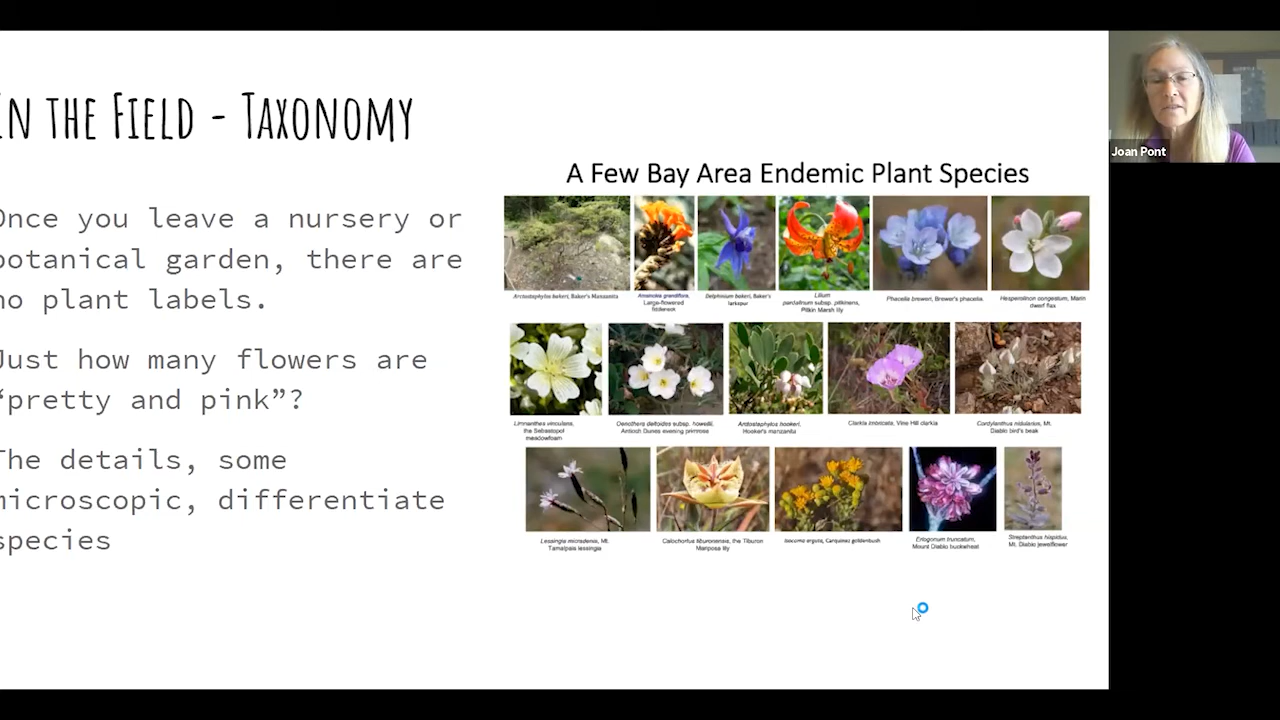 In the Field - Taxonomy
Once you leave a nursery or
botanical garden, there are
no plant labels.
Just how many flowers are
“pretty and pink”?
The details, some
microscopic, differentiate
species
A Few Bay Area Endemic Plant Species
Arctostaphylos bakeri, Baker's Manzanita
Amsinckia grandiflora,
Large-flowered
fiddleneck
Delphinium bakeri, Baker's
larkspur
Lilium
pardalinum subsp. pitkinens,
Pitkin Marsh lily
Phacelia breweri, Brewer's phacelia.
Hesperolinon congestum, Marin
dwarf flax
Limnanthes vinculans,
the Sebastopol
meadowfoam
Oenothera deltoides subsp. howellii,
Antioch Dunes evening primrose
Arctostaphylos hookeri,
Hooker's manzanita
Clarkia imbricata, Vine Hill clarkia
Cordylanthus nidularius, Mt.
Diablo bird's beak
Lessingia micradenia, Mt.
Tamalpais lessingia
Calochortus tiburonensis, the Tiburon
Mariposa lily
Isocoma arguta, Carquinez goldenbush
Eriogonum truncatum,
Mount Diablo buckwheat
Streptanthus hispidus,
Mt. Diablo jewelflower
Joan Pont